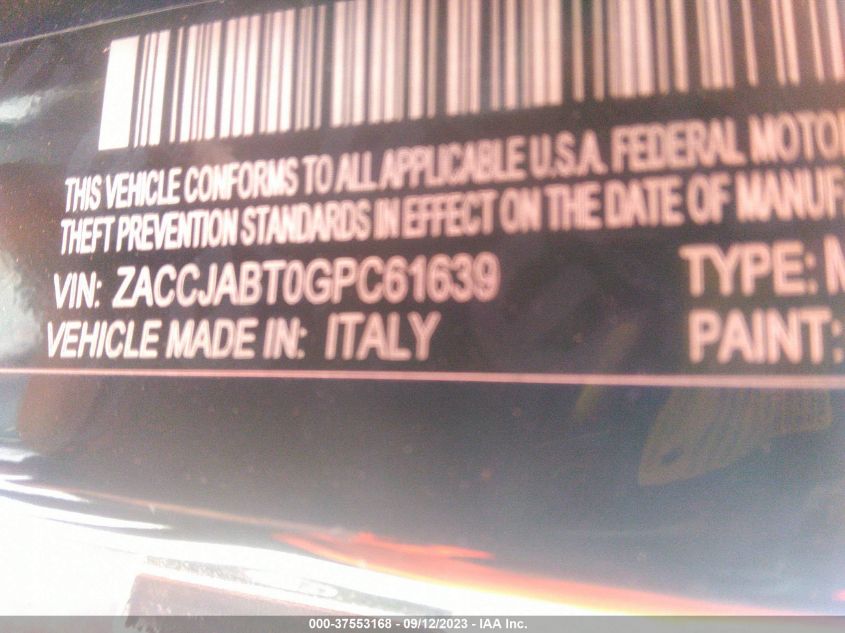 THIS VEHICLE CONFORMS TO ALL APPLICABLE U.S.A. FEDERAL MOTOR
THEFT PREVENTION STANDARDS IN EFFECT ON THE DATE OF MANUF
VIN: ZACCJABT0GPC61639 TYPE: M
VEHICLE MADE IN: ITALY PAINT:
000-37553168 - 09/12/2023 - IAA Inc.